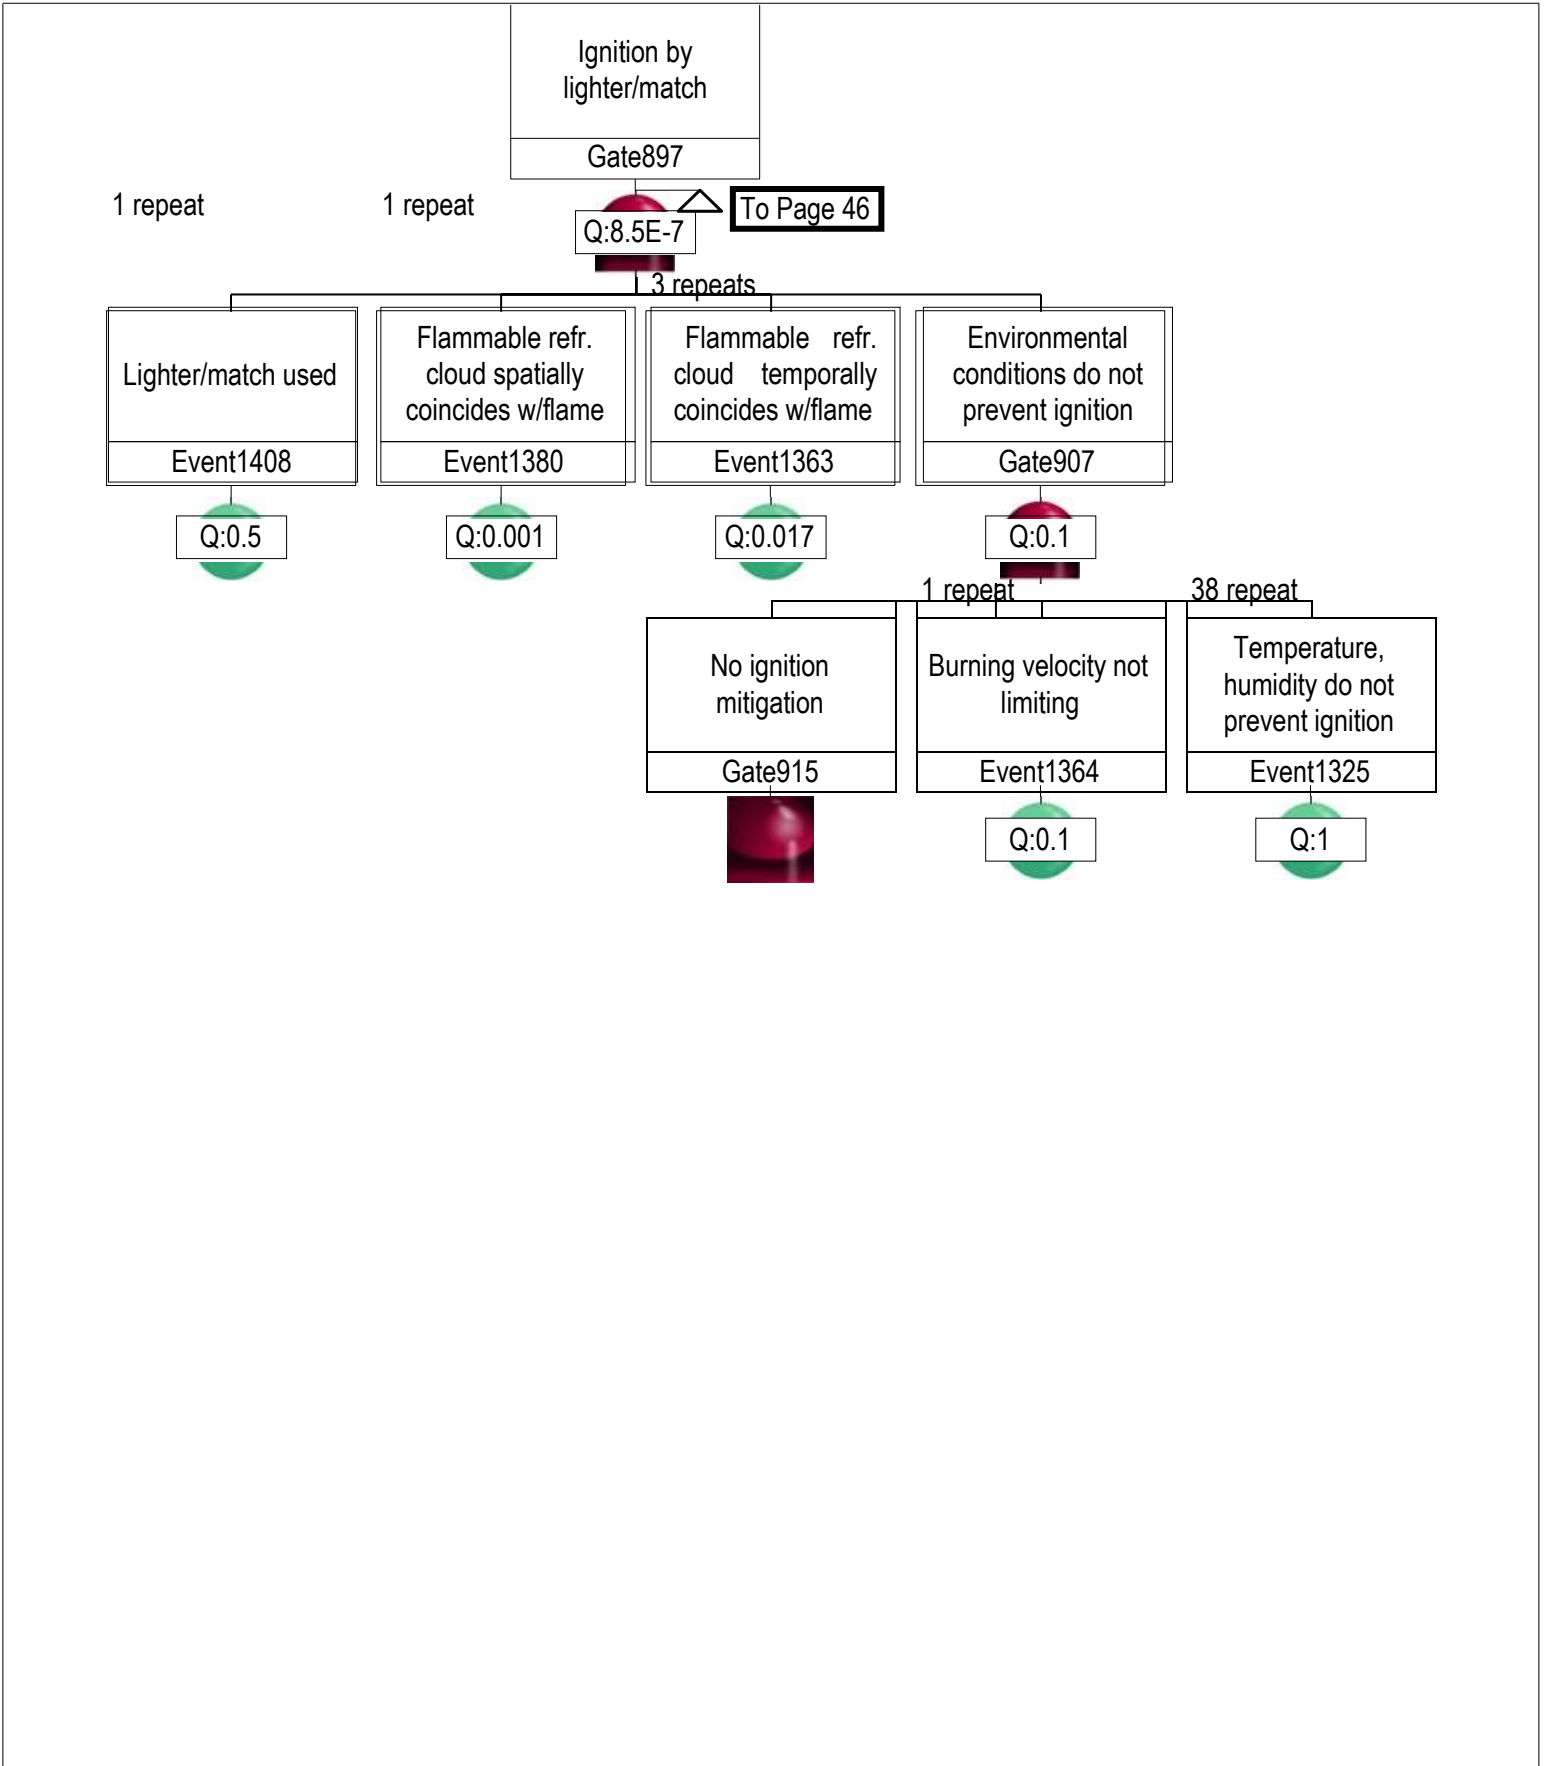 Ignition by
lighter/match
Gate897
1 repeat
1 repeat
To Page 46
Q:8.5E-7
3 repeats
Lighter/match used
Event1408
Q:0.5
Flammable refr.
cloud spatially
coincides w/flame
Event1380
Q:0.001
Flammable refr.
cloud temporally
coincides w/flame
Event1363
Q:0.017
Environmental
conditions do not
prevent ignition
Gate907
Q:0.1
1 repeat
38 repeat
No ignition
mitigation
Gate915
Burning velocity not
limiting
Event1364
Q:0.1
Temperature,
humidity do not
prevent ignition
Event1325
Q:1